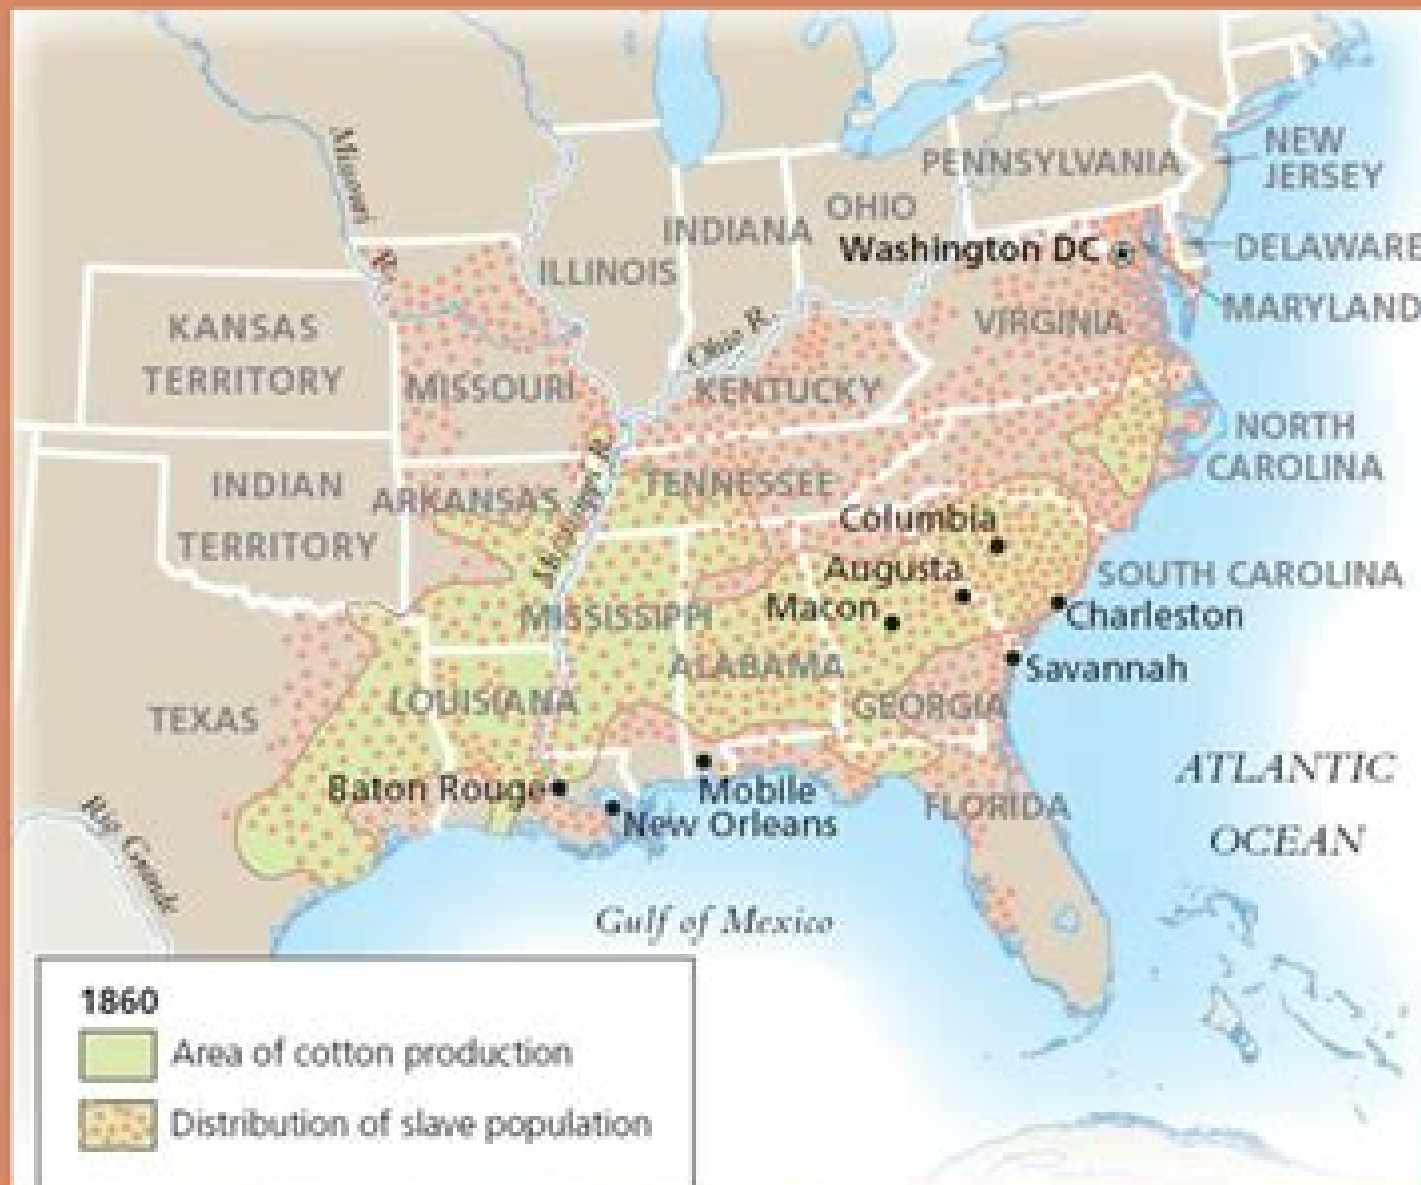 Missouri R.
PENNSYLVANIA
NEW
JERSEY
OHIO
INDIANA
Washington DC
DELAWARE
ILLINOIS
MARYLAND
VIRGINIA
KANSAS
TERRITORY
Ohio R.
MISSOURI
KENTUCKY
NORTH
CAROLINA
INDIAN
TERRITORY
ARKANSAS
Mississippi R.
TENNESSEE
Columbia
Augusta
SOUTH CAROLINA
Macon
Charleston
MISSISSIPPI
ALABAMA
Savannah
LOUISIANA
TEXAS
GEORGIA
ATLANTIC
OCEAN
Baton Rouge
Mobile
New Orleans
FLORIDA
Rio Grande
Gulf of Mexico
1860
Area of cotton production
Distribution of slave population